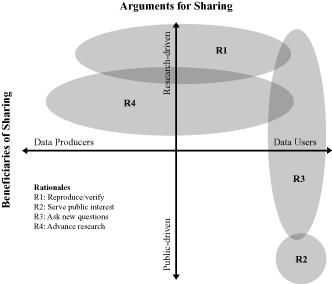 Arguments for Sharing
Beneficiaries of Sharing
Research-driven
R1
R4
Data Producers
Data Users
R3
Rationales
R1: Reproduce/verify
R2: Serve public interest
R3: Ask new questions
R4: Advance research
Public-driven
R2